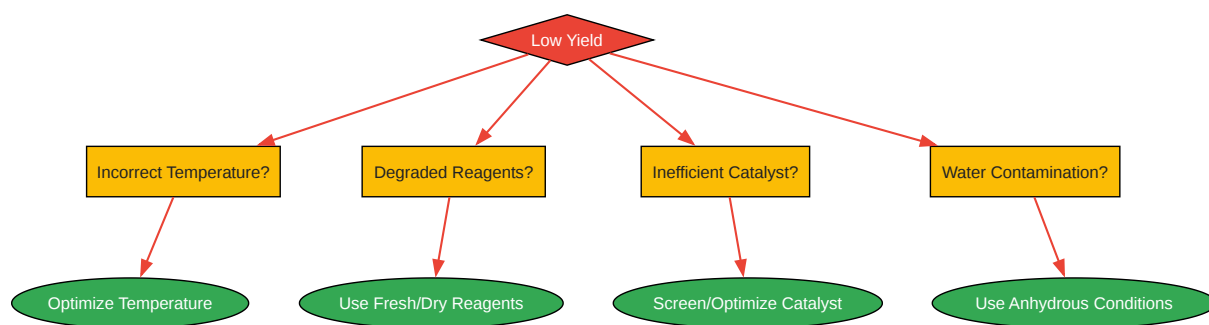 Low Yield
Incorrect Temperature?
Degraded Reagents?
Inefficient Catalyst?
Water Contamination?
Optimize Temperature
Use Fresh/Dry Reagents
Screen/Optimize Catalyst
Use Anhydrous Conditions